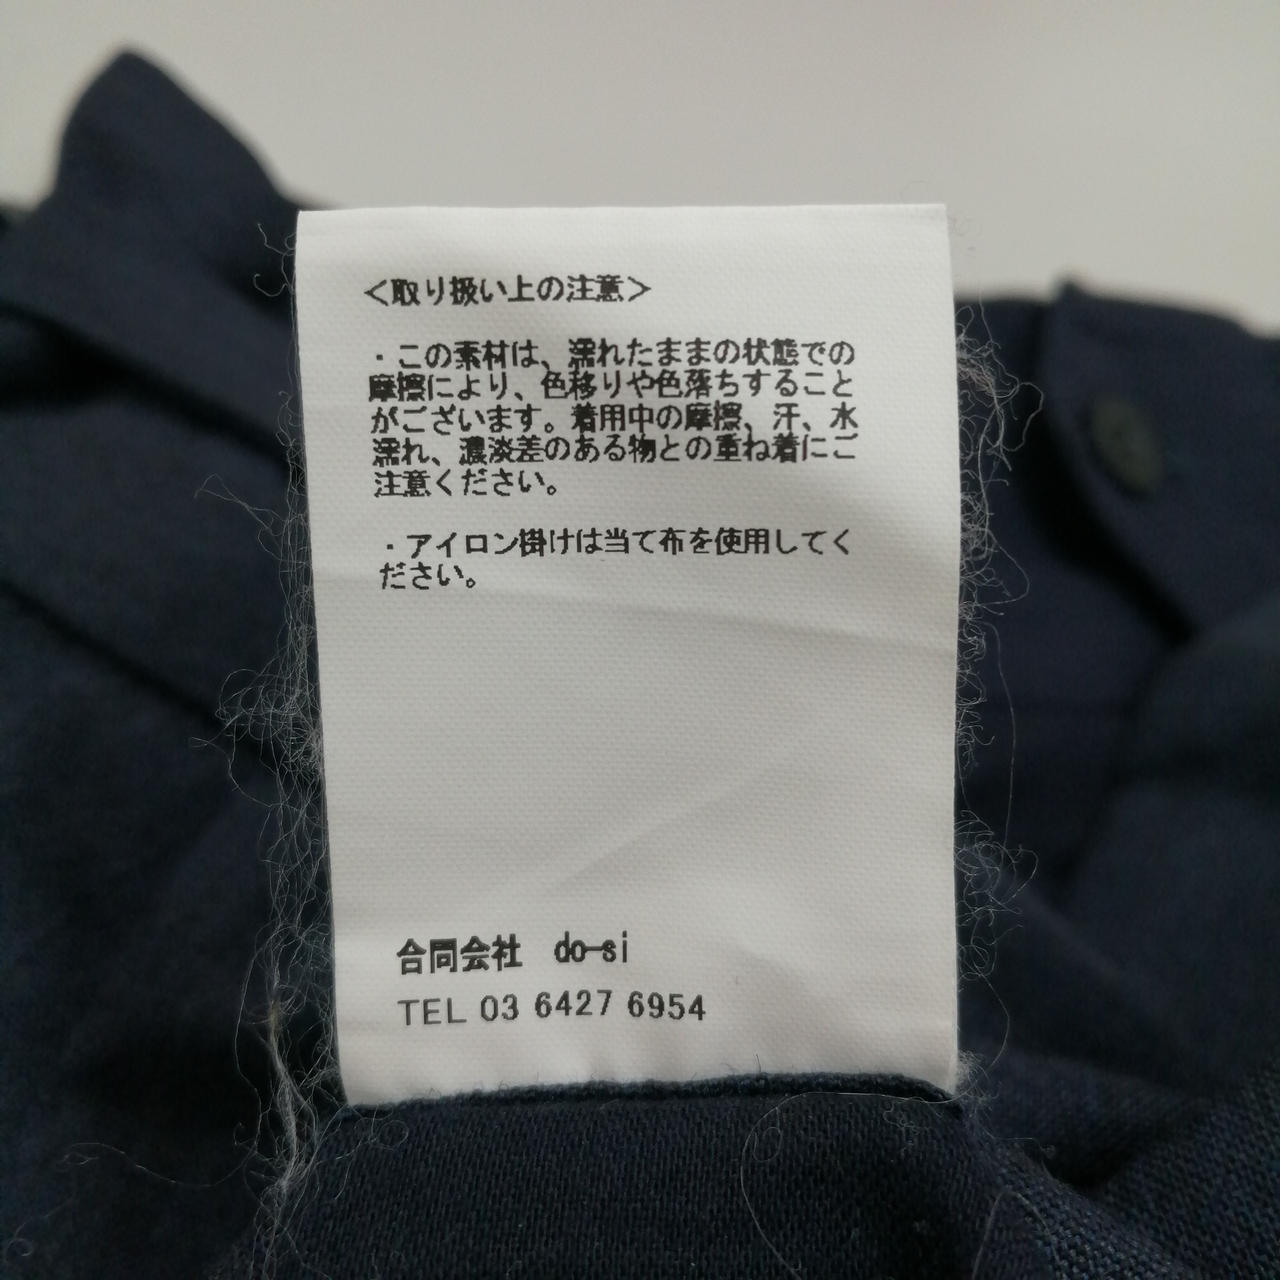 ＜取り扱い上の注意＞
・この素材は、濡れたままの状態での
摩擦により、色移りや色落ちすること
がございます。着用中の摩擦、汗、水
濡れ、濃淡差のある物との重ね着にご
注意ください。
・アイロン掛けは当て布を使用してく
ださい。
合同会社　do-si
TEL 03 6427 6954